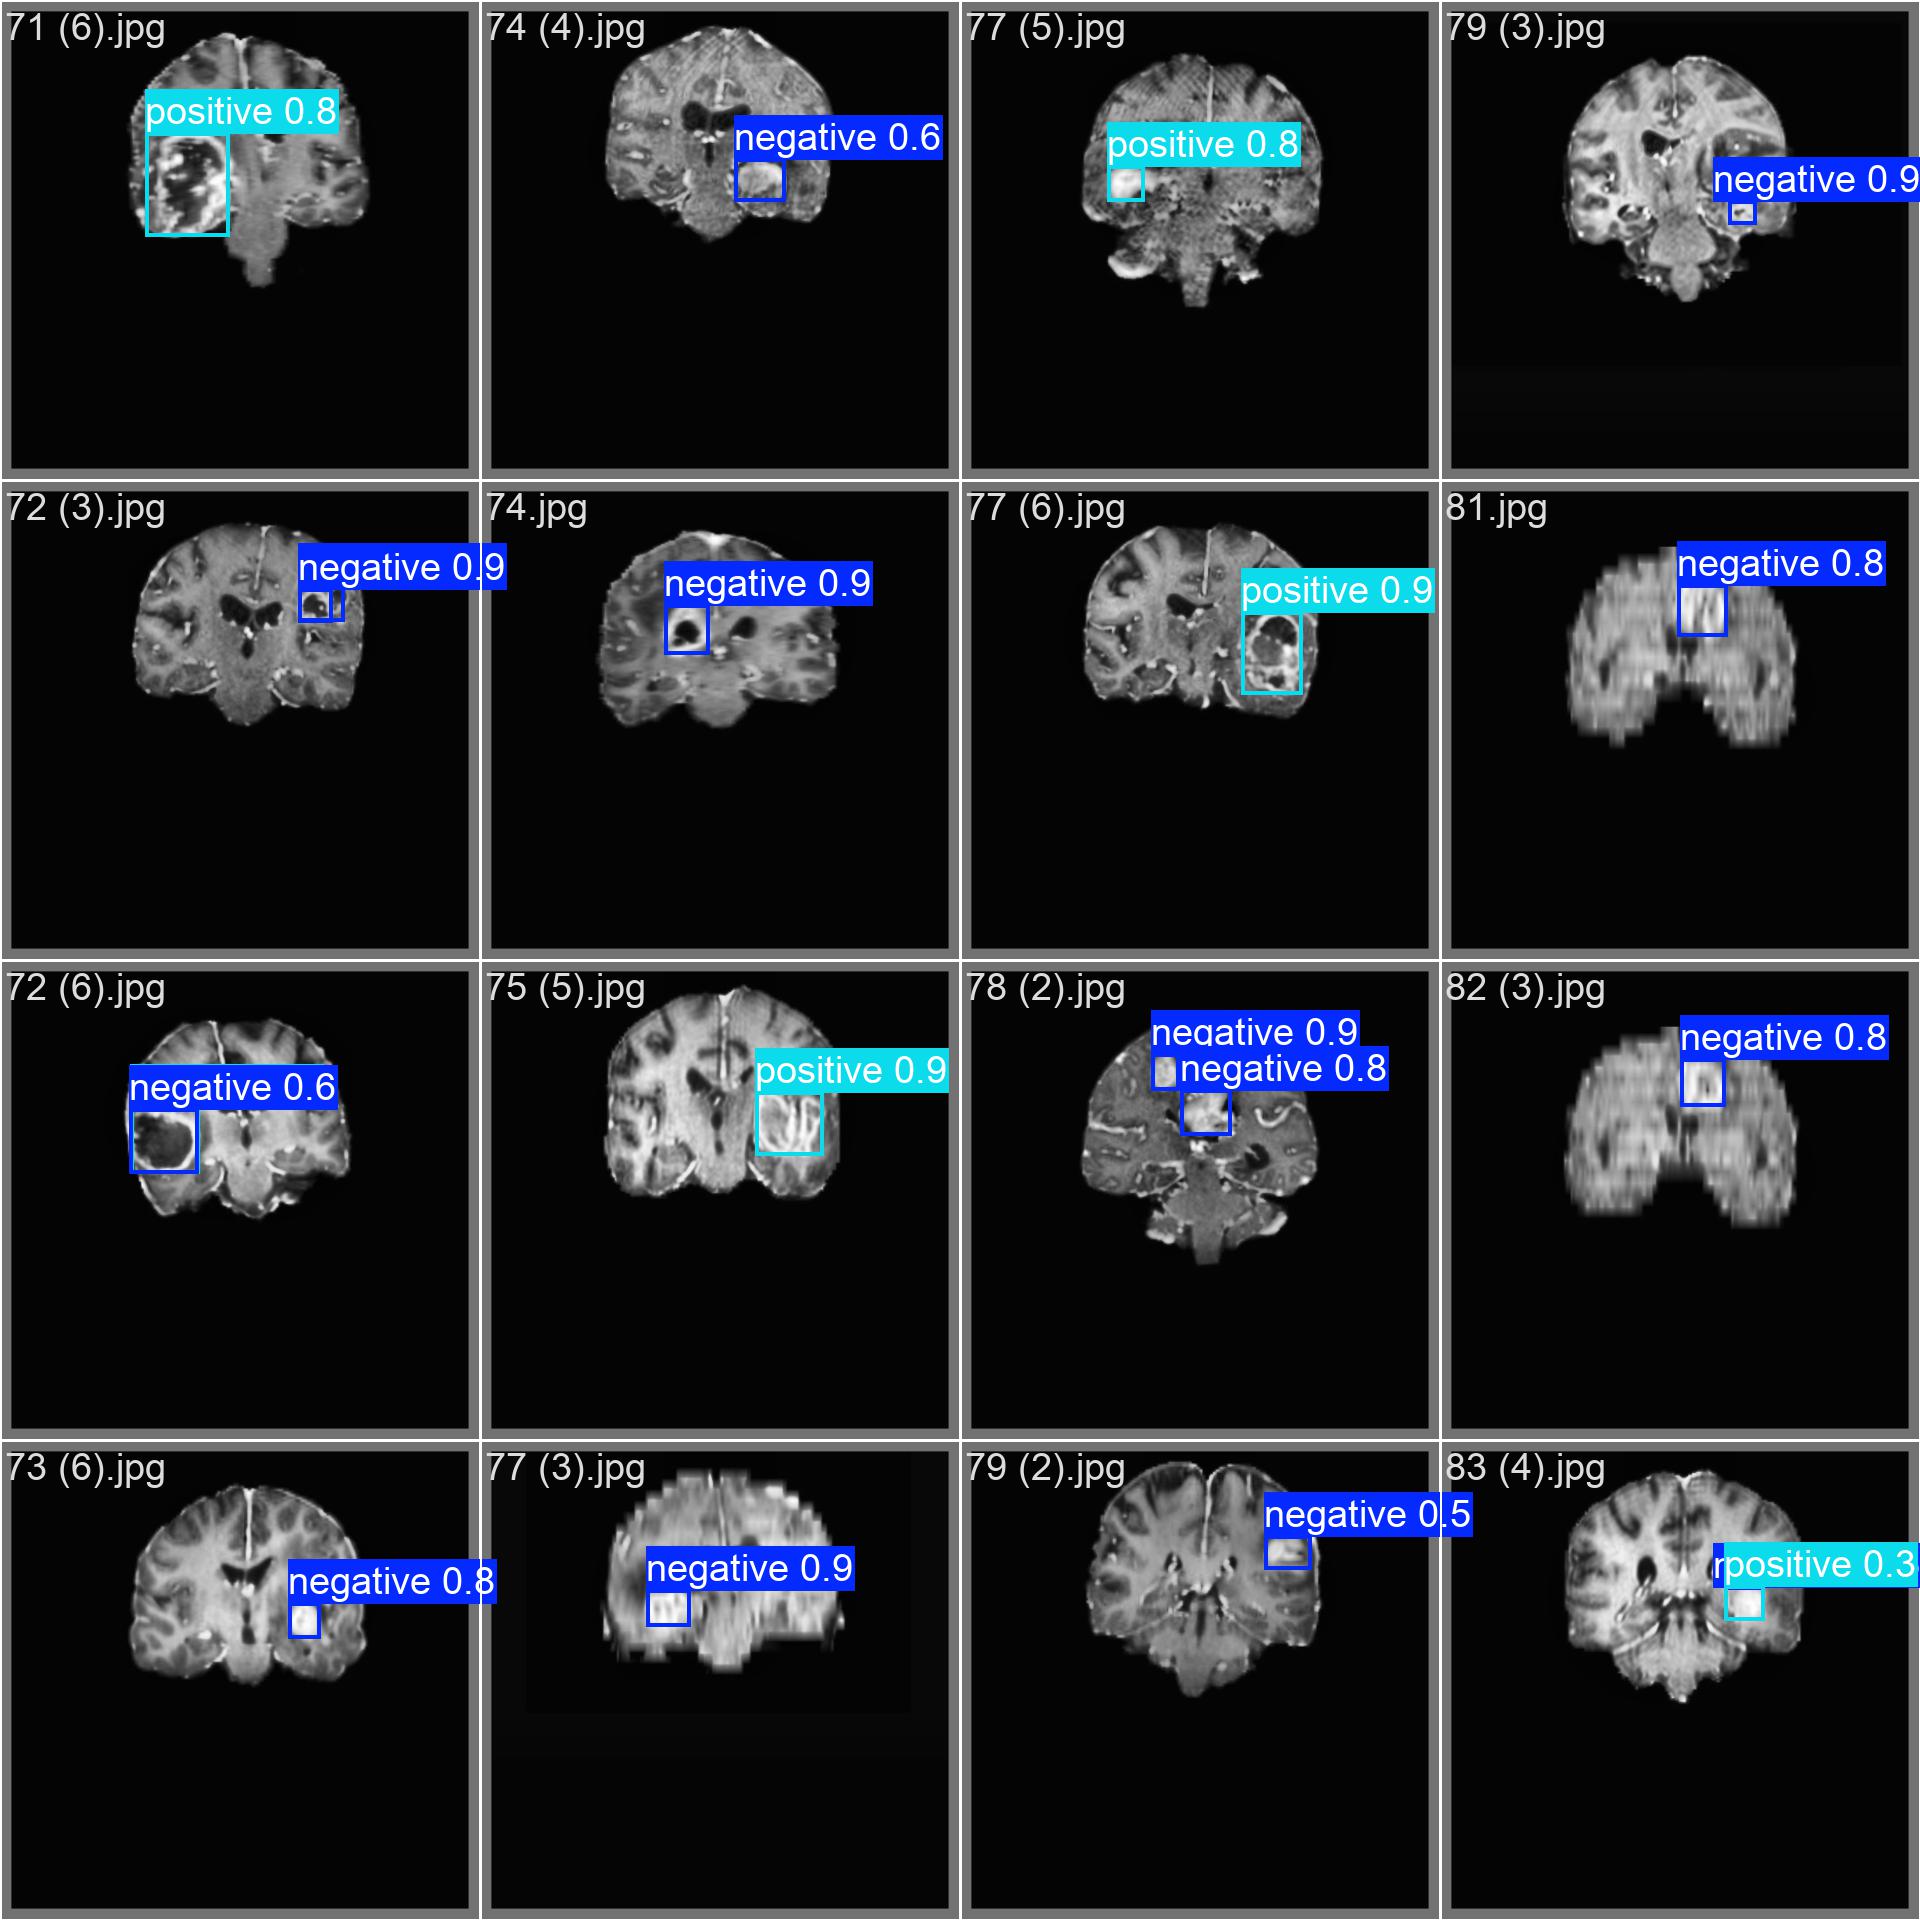 71 (6).jpg
positive 0.8
74 (4).jpg
negative 0.6
77 (5).jpg
positive 0.8
79 (3).jpg
negative 0.9
72 (3).jpg
negative 0.9
74.jpg
negative 0.9
77 (6).jpg
positive 0.9
81.jpg
negative 0.8
72 (6).jpg
negative 0.6
75 (5).jpg
positive 0.9
78 (2).jpg
negative 0.9
negative 0.8
82 (3).jpg
negative 0.8
73 (6).jpg
negative 0.8
77 (3).jpg
negative 0.9
79 (2).jpg
negative 0.5
83 (4).jpg
positive 0.3